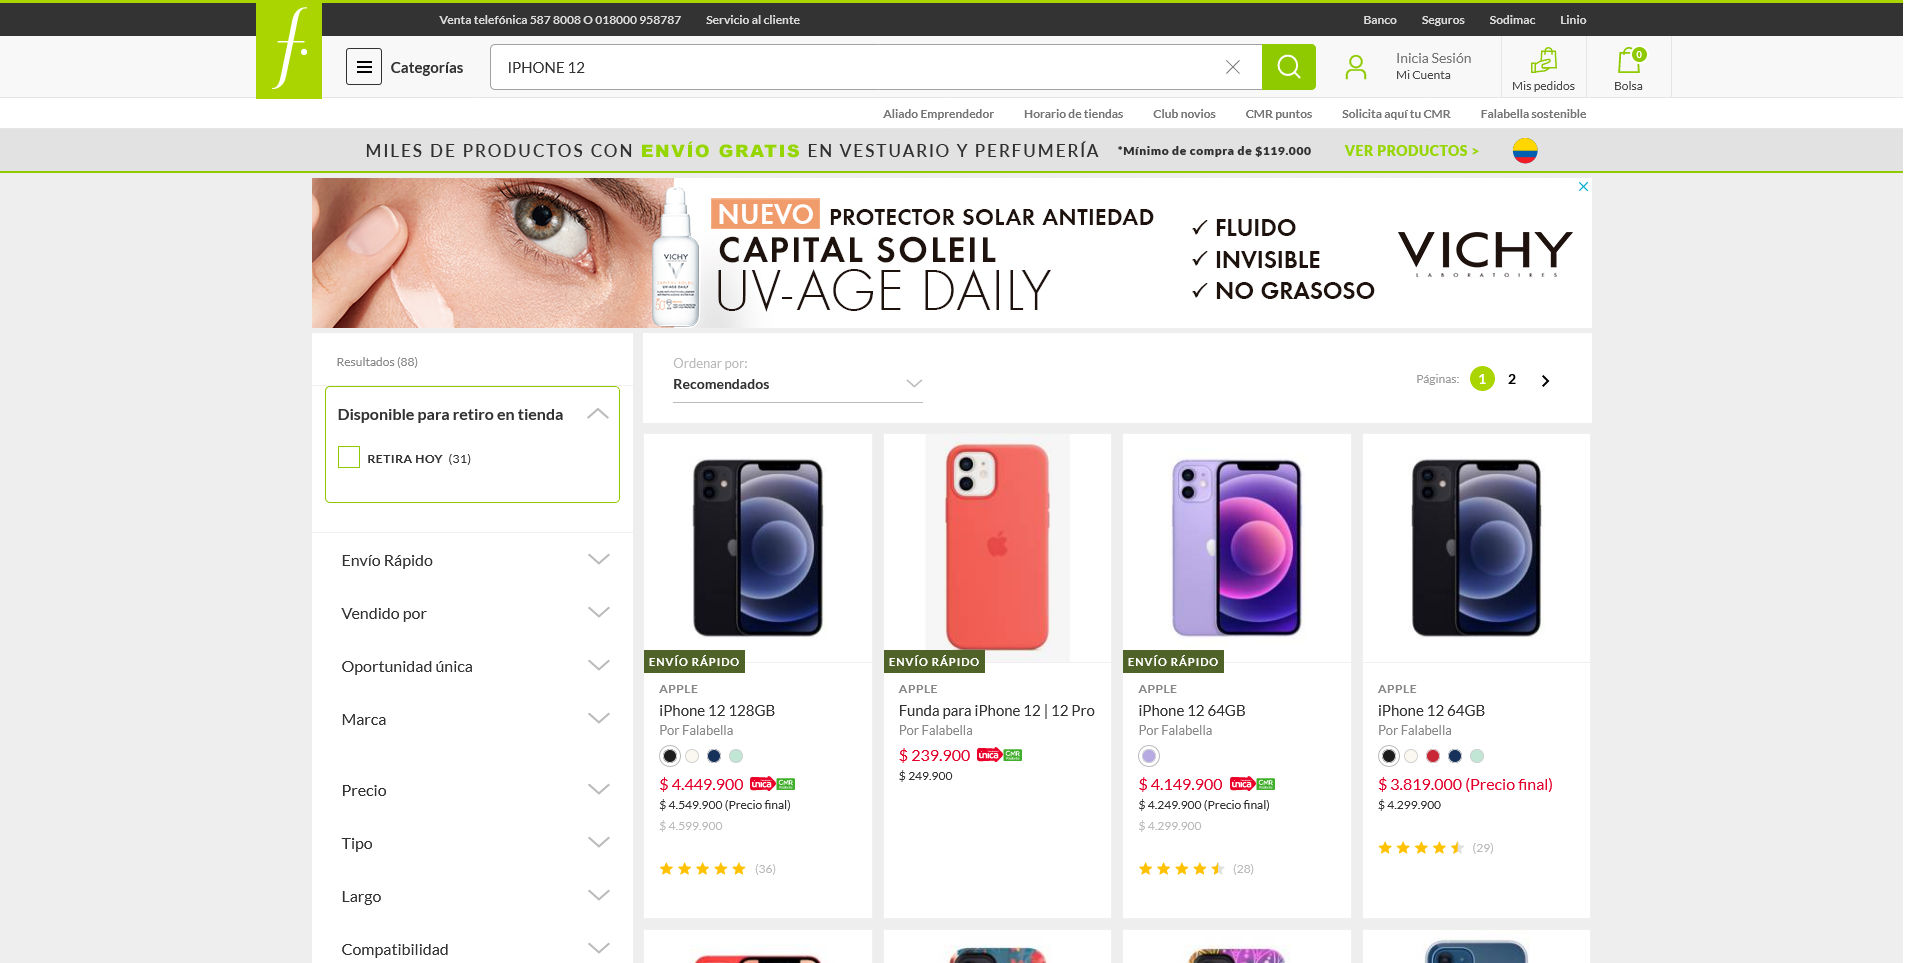 Venta telefónica 587 8008 O 018000 958787 Servicio al cliente Banco Seguros Sodimac Linio
f.
Categorías IPHONE 12 Inicia Sesión
Mi Cuenta
Mis pedidos
0
Bolsa
Aliado Emprendedor Horario de tiendas Club novios CMR puntos Solicita aquí tu CMR Falabella sostenible
MILES DE PRODUCTOS CON ENVÍO GRATIS EN VESTUARIO Y PERFUMERÍA *Mínimo de compra de $119.000 VER PRODUCTOS >
NUEVO PROTECTOR SOLAR ANTIEDAD
CAPITAL SOLEIL
UV-AGE DAILY
VICHY
✓ FLUIDO
✓ INVISIBLE
✓ NO GRASOSO
VICHY
LABORATOIRES
Resultados (88)
Disponible para retiro en tienda
RETIRA HOY (31)
Envío Rápido
Vendido por
Oportunidad única
Marca
Precio
Tipo
Largo
Compatibilidad
Ordenar por:
Recomendados
Páginas: 1 2
ENVÍO RÁPIDO
APPLE
iPhone 12 128GB
Por Falabella
$ 4.449.900 única CMR
$ 4.549.900 (Precio final)
$ 4.599.900
(36)
ENVÍO RÁPIDO
APPLE
Funda para iPhone 12 | 12 Pro
Por Falabella
$ 239.900 única CMR
$ 249.900
ENVÍO RÁPIDO
APPLE
iPhone 12 64GB
Por Falabella
$ 4.149.900 única CMR
$ 4.249.900 (Precio final)
$ 4.299.900
(28)
APPLE
iPhone 12 64GB
Por Falabella
$ 3.819.000 (Precio final)
$ 4.299.900
(29)